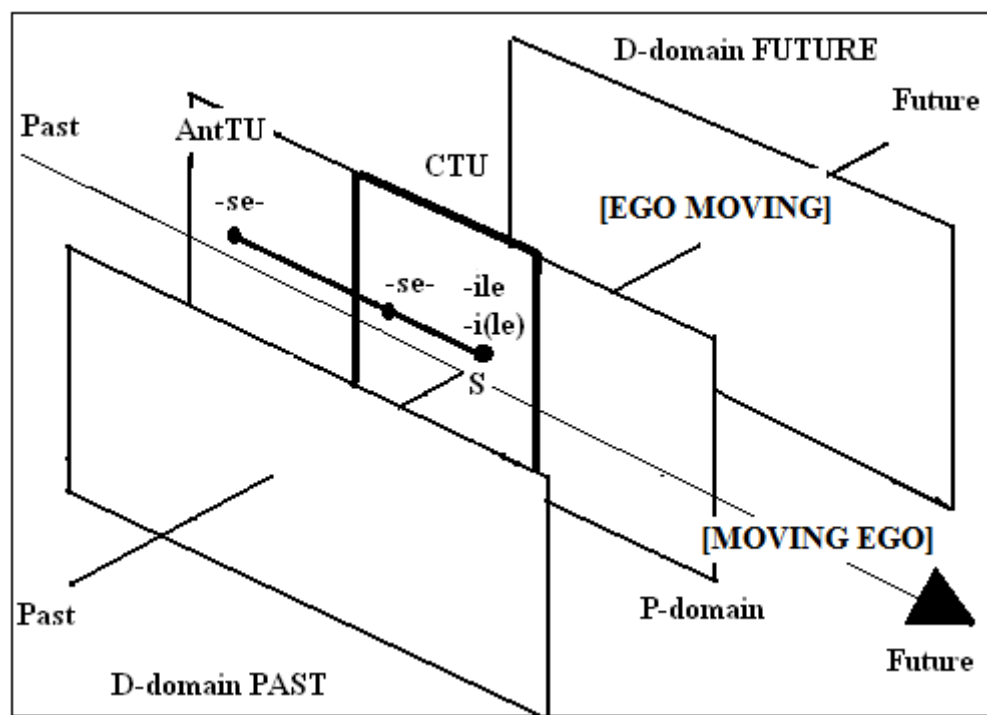 D-domain FUTURE
Future
Past
AntTU
CTU
[EGO MOVING]
-se-
-se-
-ile
-i(le)
S
[MOVING EGO]
P-domain
Past
Future
D-domain PAST